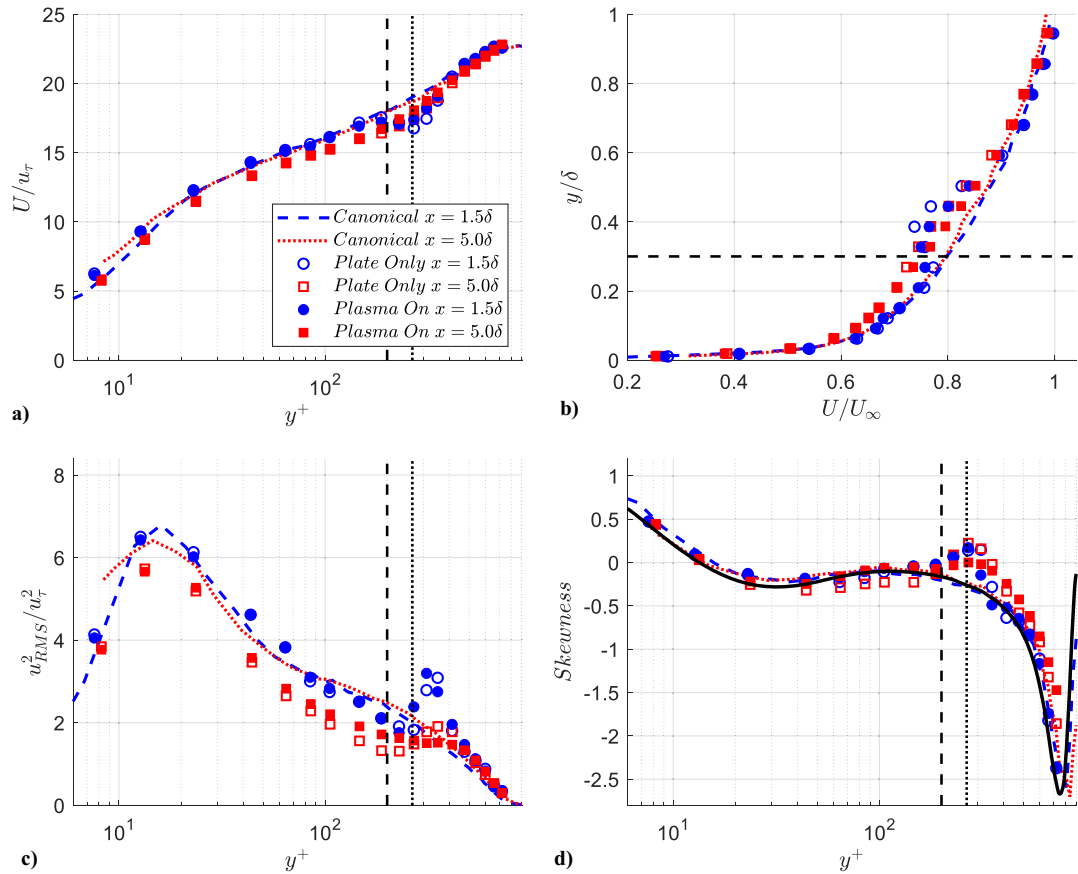 25
20
15
10
5
0
U/u_τ
10^1
10^2
y^+
a)
Canonical x = 1.5δ
Canonical x = 5.0δ
Plate Only x = 1.5δ
Plate Only x = 5.0δ
Plasma On x = 1.5δ
Plasma On x = 5.0δ
1
0.8
0.6
0.4
0.2
0
y/δ
0.2
0.4
0.6
0.8
1
U/U_∞
b)
8
6
4
2
0
u^2_{RMS}/u^2_τ
10^1
10^2
y^+
c)
1
0.5
0
-0.5
-1
-1.5
-2
-2.5
Skewness
10^1
10^2
y^+
d)